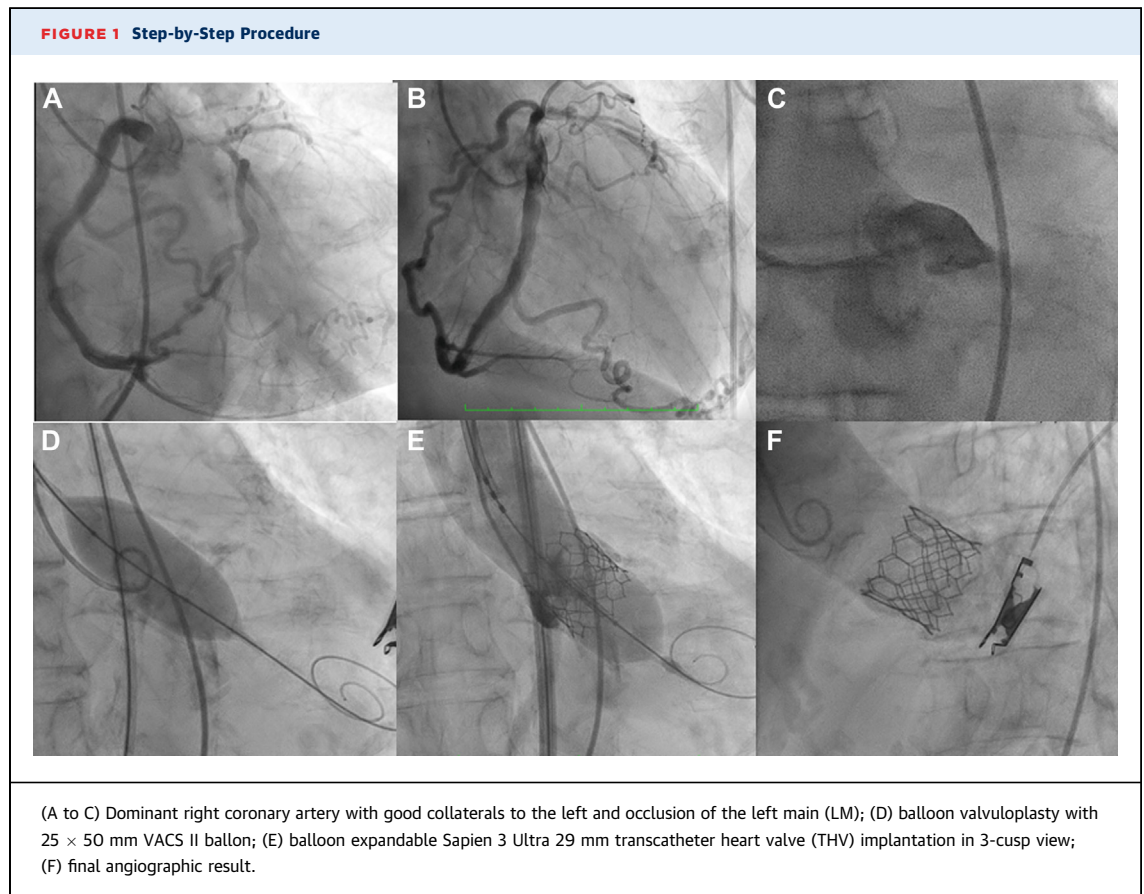 FIGURE 1 Step-by-Step Procedure
A
B
C
D
E
F
(A to C) Dominant right coronary artery with good collaterals to the left and occlusion of the left main (LM); (D) balloon valvuloplasty with
25 × 50 mm VACS II ballon; (E) balloon expandable Sapien 3 Ultra 29 mm transcatheter heart valve (THV) implantation in 3-cusp view;
(F) final angiographic result.